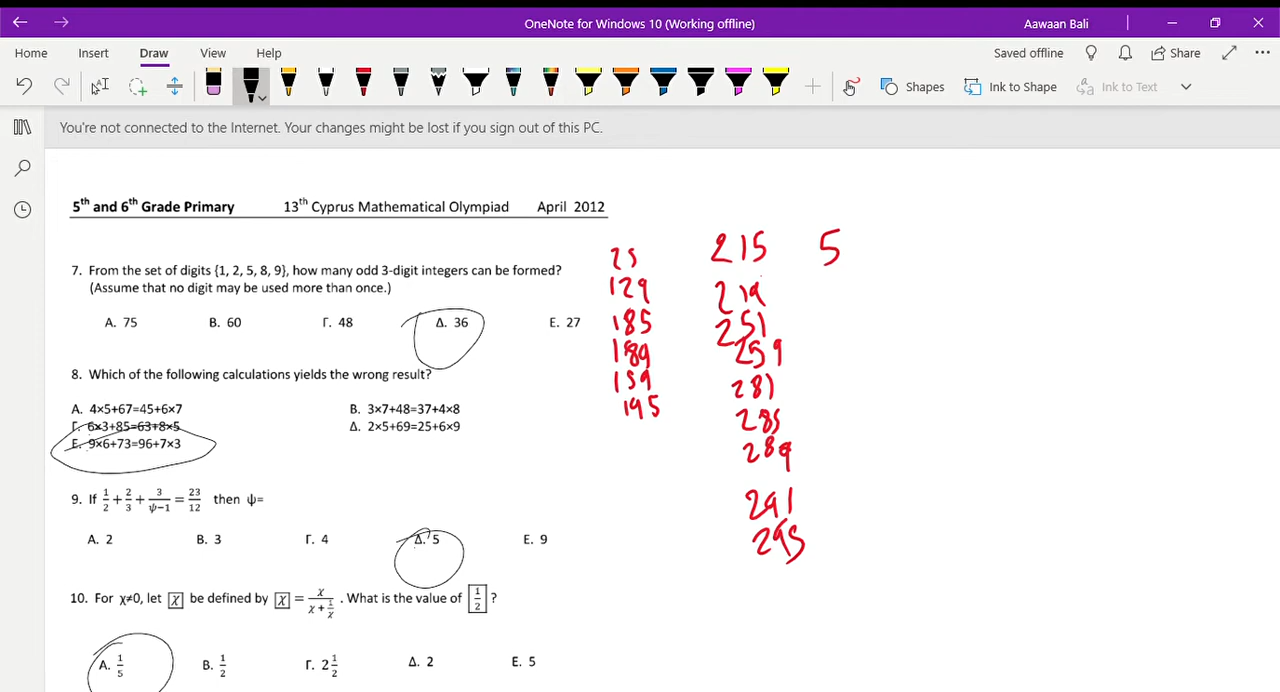 OneNote for Windows 10 (Working offline)
Aawaan Bali
Home Insert Draw View Help
Saved offline
Share
Shapes
Ink to Shape
Ink to Text
You're not connected to the Internet. Your changes might be lost if you sign out of this PC.
5th and 6th Grade Primary 13th Cyprus Mathematical Olympiad April 2012
7. From the set of digits {1, 2, 5, 8, 9}, how many odd 3-digit integers can be formed?
(Assume that no digit may be used more than once.)
A. 75 B. 60 Γ. 48 Δ. 36 E. 27
8. Which of the following calculations yields the wrong result?
A. 4×5+67=45+6×7 B. 3×7+48=37+4×8
Γ. 6×3+85=63+8×5 Δ. 2×5+69=25+6×9
E. 9×6+73=96+7×3
9. If 1/2 + 2/3 + 3/(ψ−1) = 23/12 then ψ=
A. 2 B. 3 Γ. 4 Δ. 5 E. 9
10. For χ≠0, let [χ] be defined by [χ] = χ/(χ + 1/χ) . What is the value of [1/2] ?
A. 1/5 B. 1/2 Γ. 2 1/2 Δ. 2 E. 5
25
129
185
189
159
195
215
219
251
259
281
285
289
291
295
5